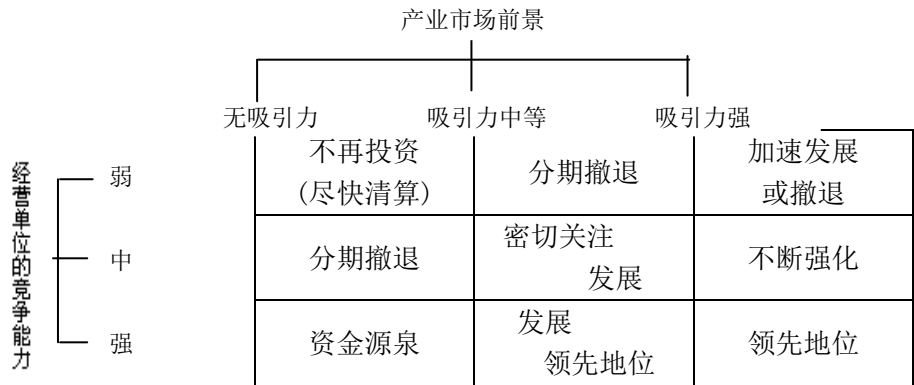 产业市场前景
无吸引力 吸引力中等 吸引力强
经营单位的竞争能力
弱
不再投资
(尽快清算)
分期撤退
加速发展
或撤退
中
分期撤退
密切关注
发展
不断强化
强
资金源泉
发展
领先地位
领先地位